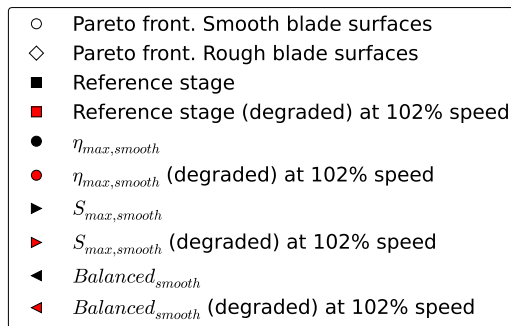 Pareto front. Smooth blade surfaces
Pareto front. Rough blade surfaces
Reference stage
Reference stage (degraded) at 102% speed
η_max,smooth
η_max,smooth (degraded) at 102% speed
S_max,smooth
S_max,smooth (degraded) at 102% speed
Balanced_smooth
Balanced_smooth (degraded) at 102% speed